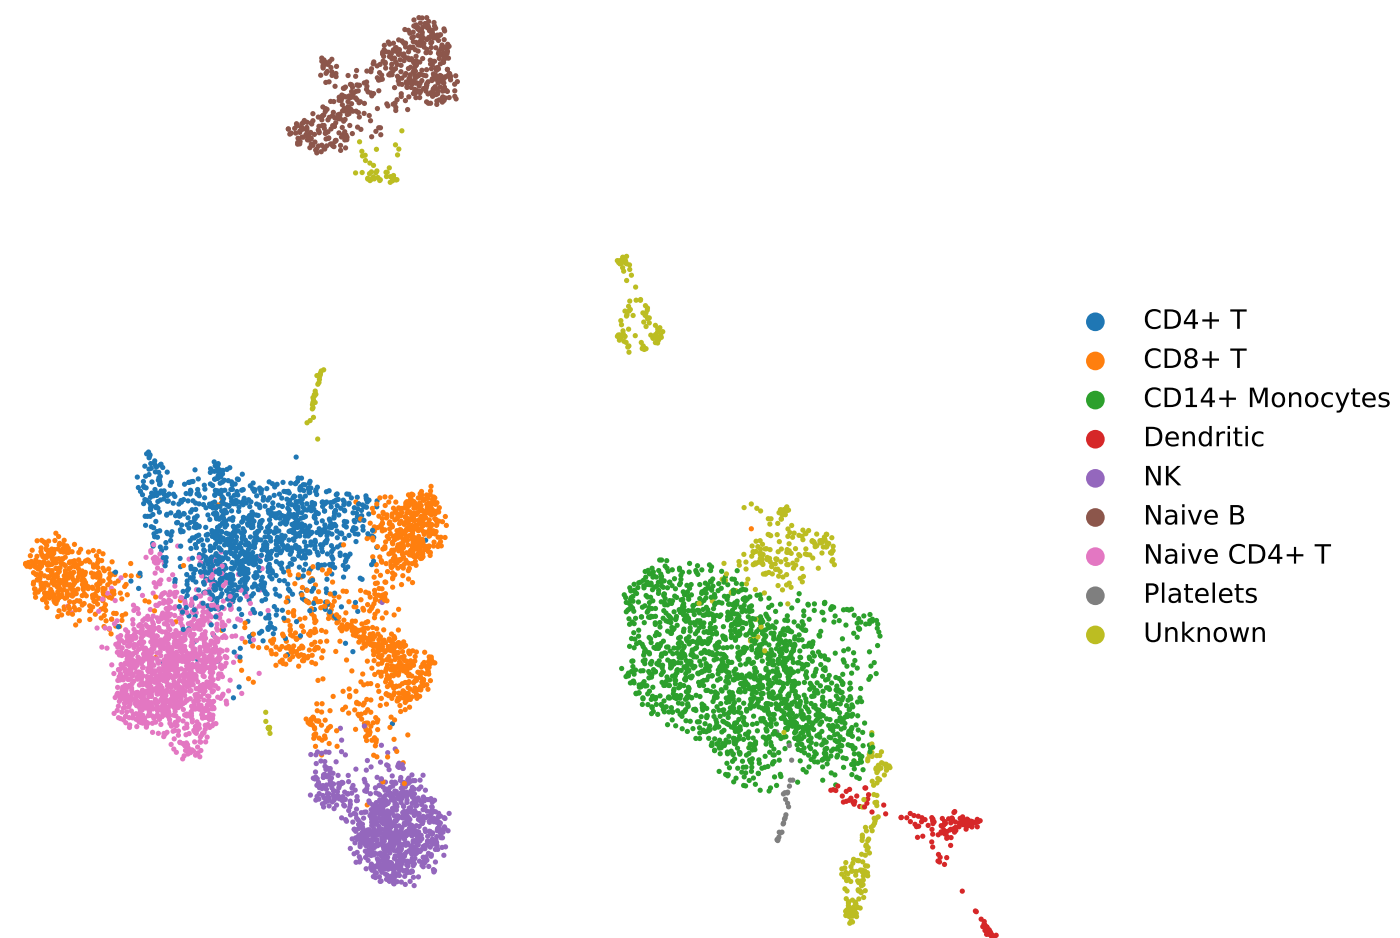 CD4+ T
CD8+ T
CD14+ Monocytes
Dendritic
NK
Naive B
Naive CD4+ T
Platelets
Unknown